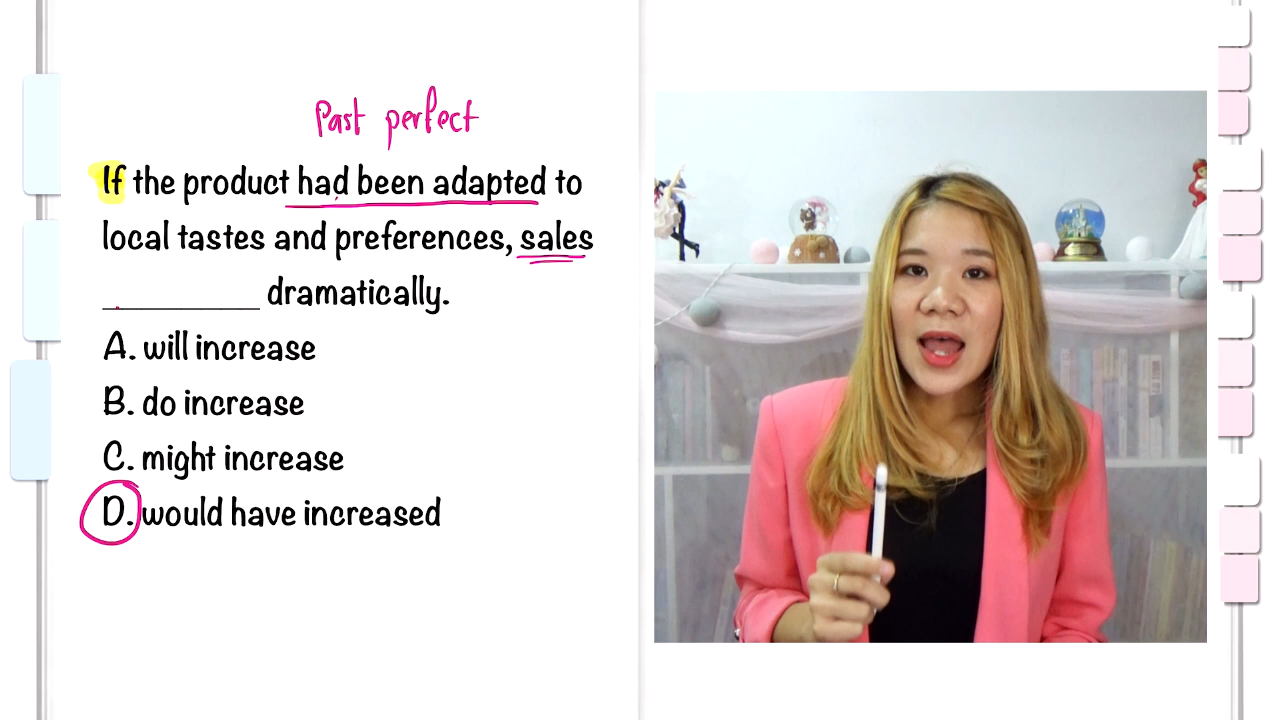 Past perfect
If the product had been adapted to
local tastes and preferences, sales
__________ dramatically.
A. will increase
B. do increase
C. might increase
D. would have increased